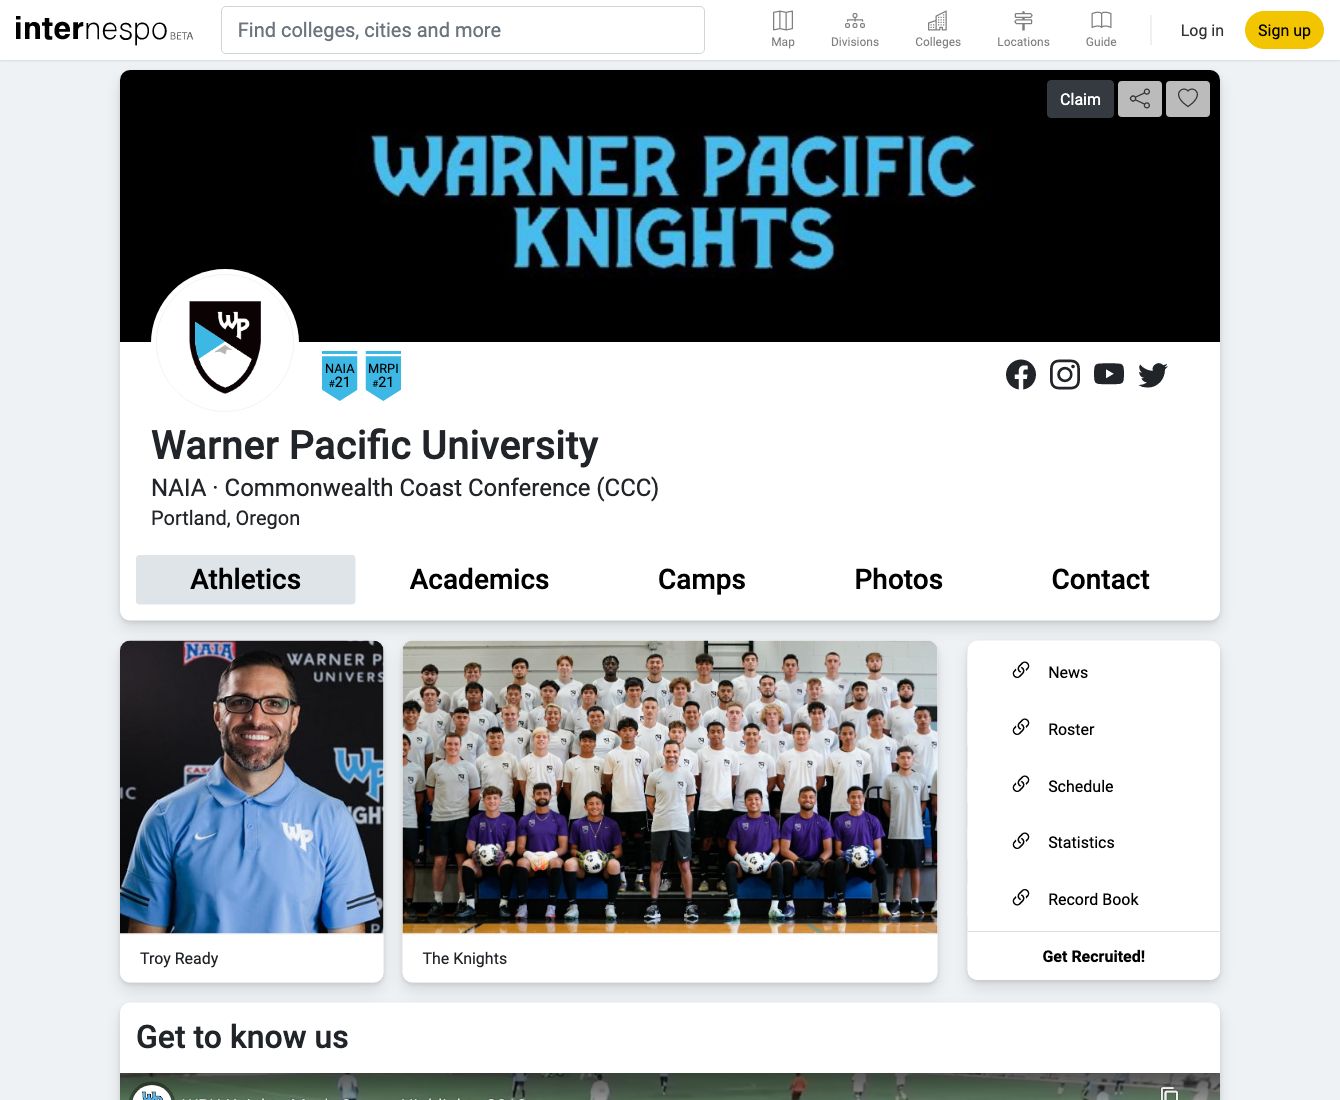 internespo BETA
Find colleges, cities and more
Map
Divisions
Colleges
Locations
Guide
Log in
Sign up
Claim
WARNER PACIFIC
KNIGHTS
WP
NAIA
#21
MRPI
#21
Warner Pacific University
NAIA · Commonwealth Coast Conference (CCC)
Portland, Oregon
Athletics
Academics
Camps
Photos
Contact
NAIA
WARNER P
UNIVERS
WP
WP
Troy Ready
The Knights
News
Roster
Schedule
Statistics
Record Book
Get Recruited!
Get to know us